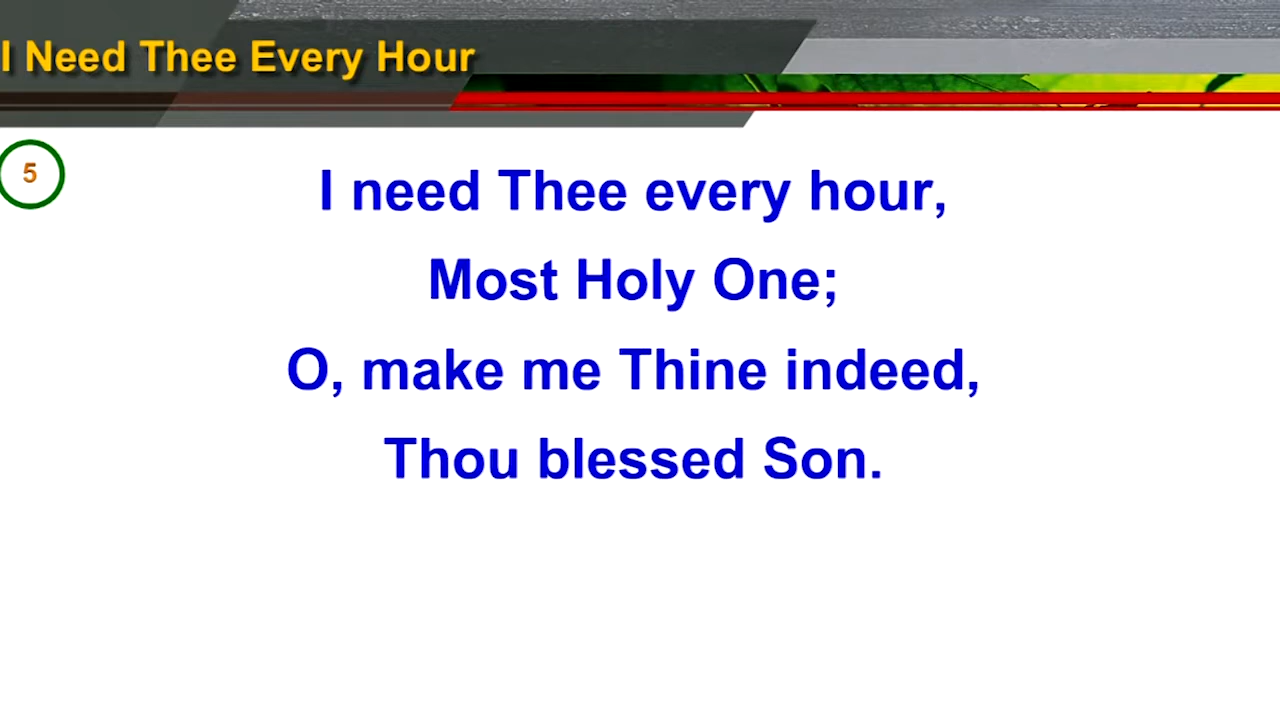 I Need Thee Every Hour
5
I need Thee every hour,
Most Holy One;
O, make me Thine indeed,
Thou blessed Son.